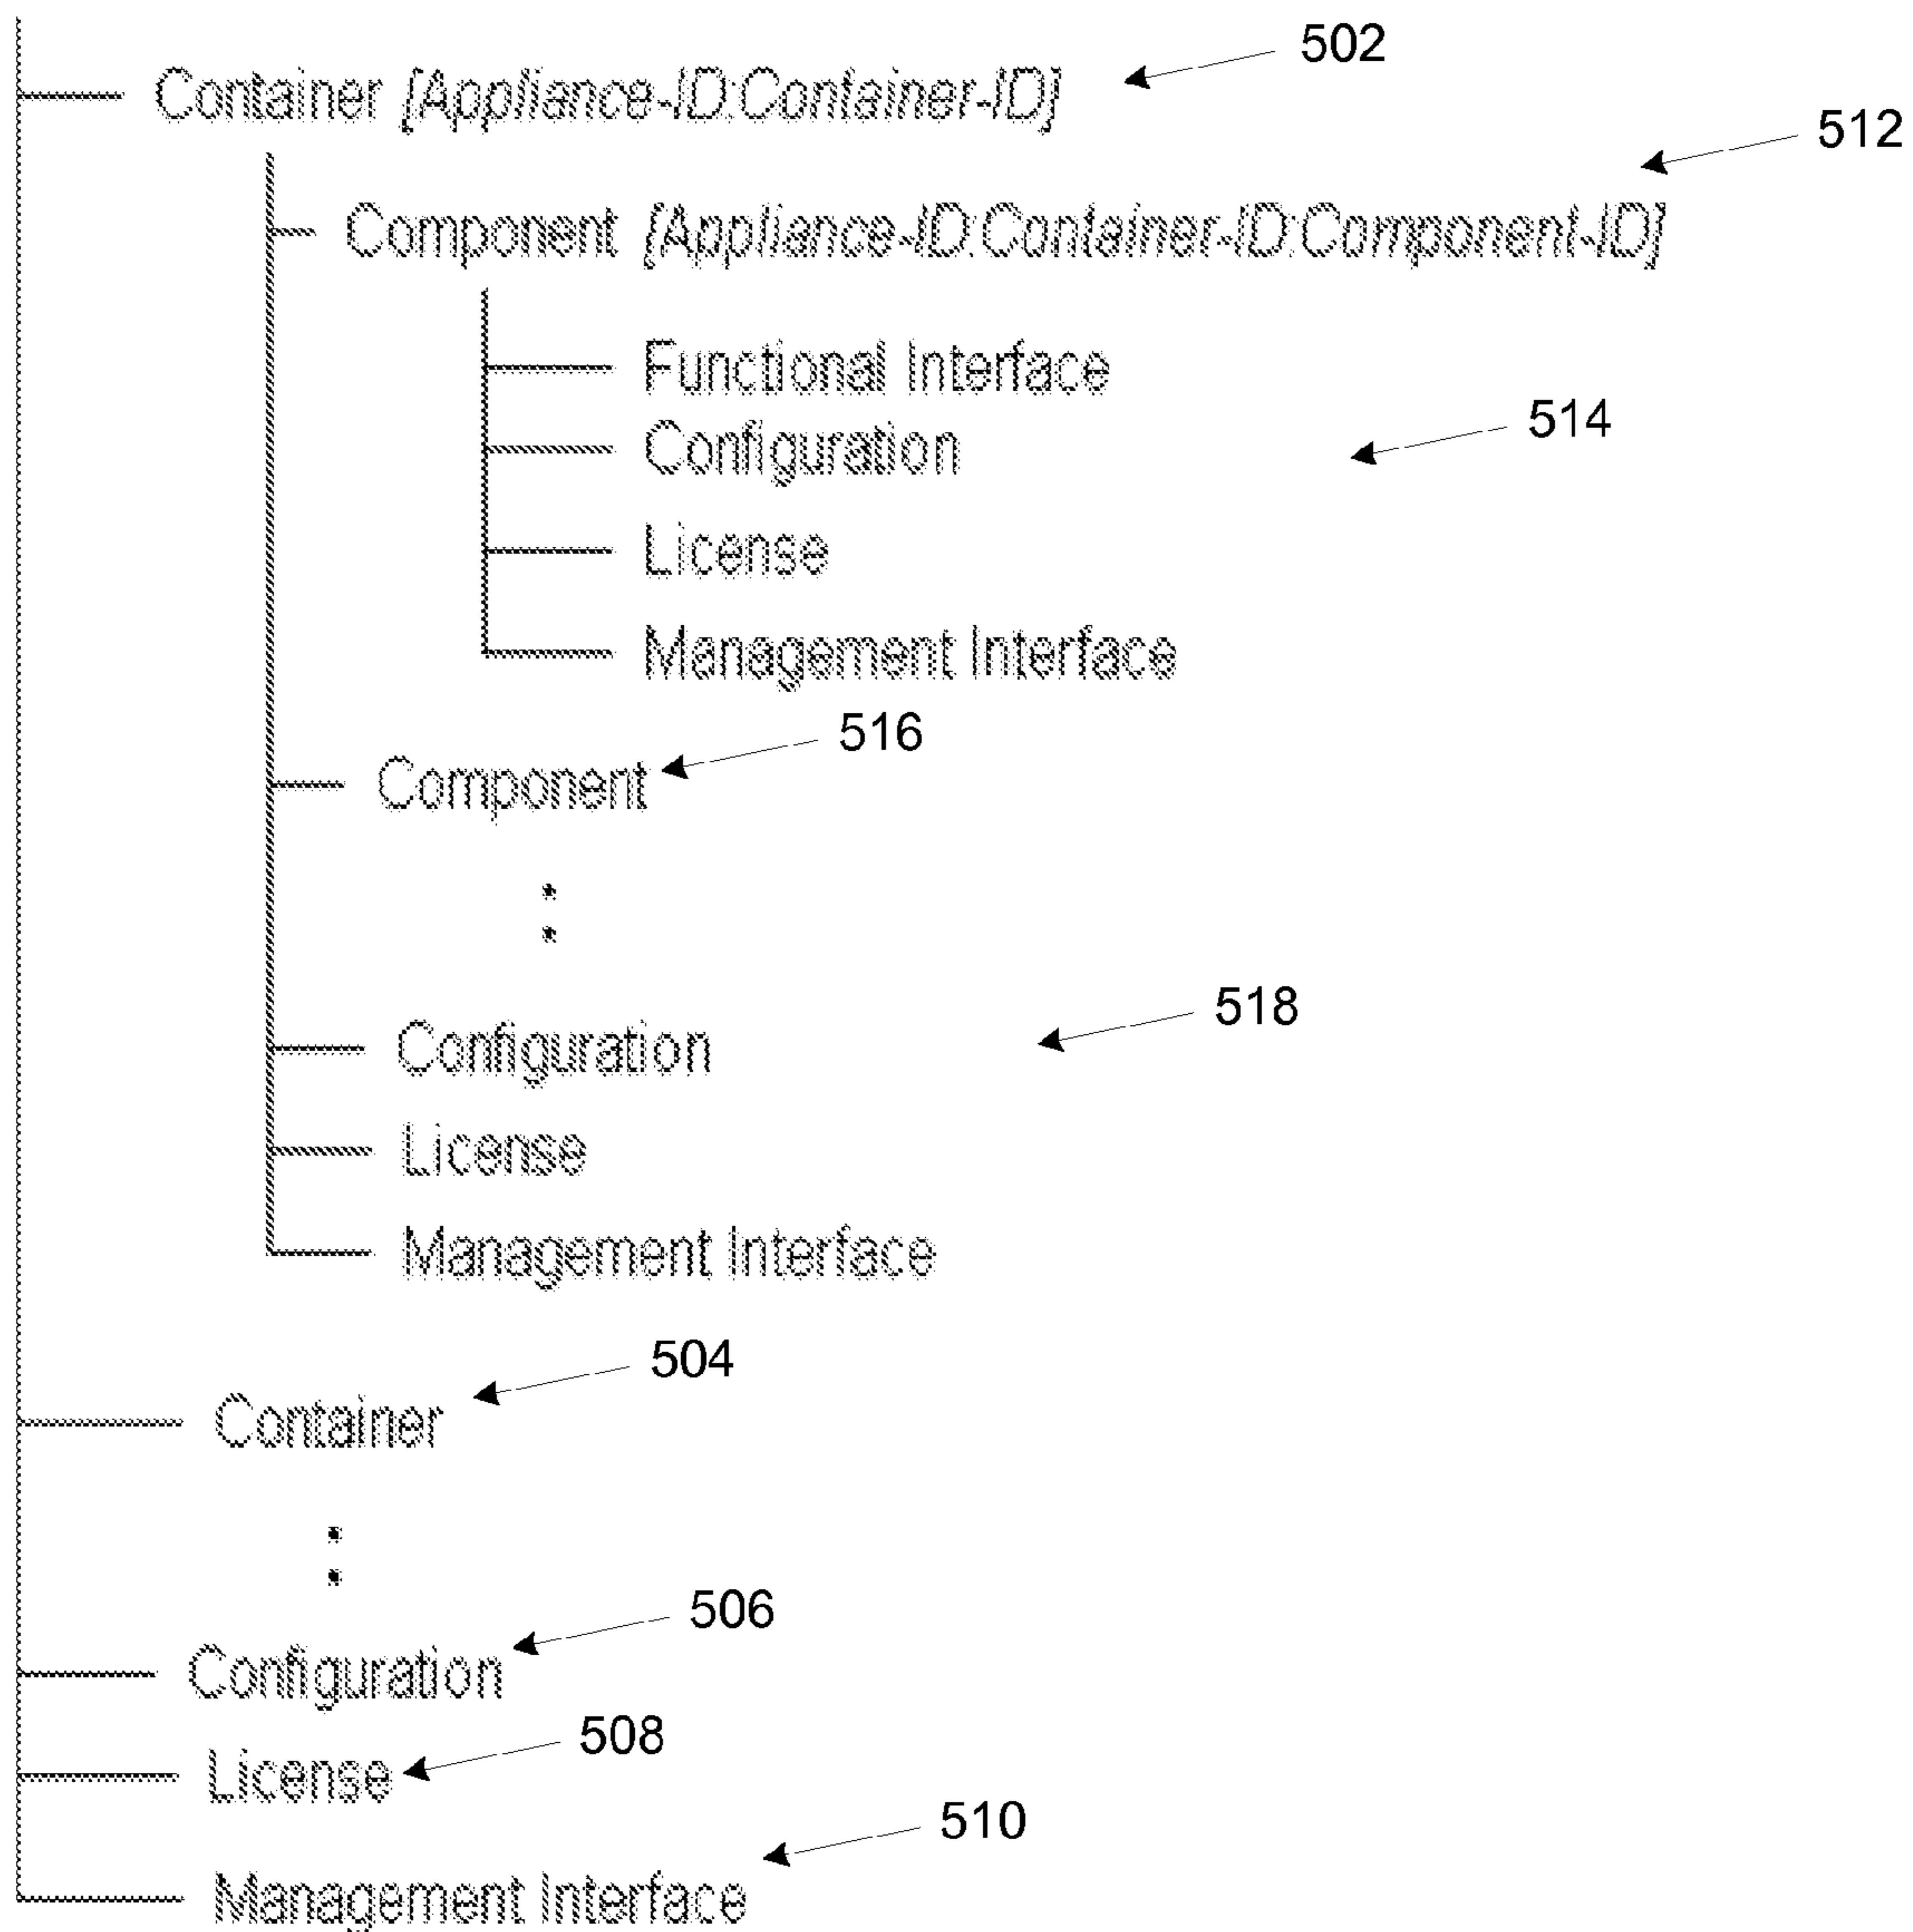 502
Container [Appliance-ID:Container-ID]
512
Component [Appliance-ID:Container-ID:Component-ID]
Functional Interface
514
Configuration
License
Management Interface
516
Component
518
Configuration
License
Management Interface
504
Container
506
Configuration
508
License
510
Management Interface